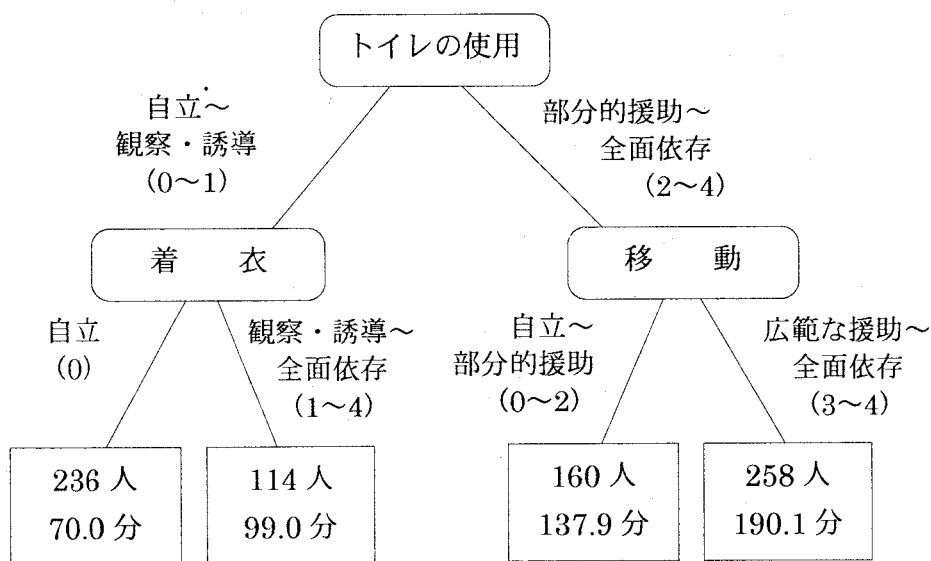 トイレの使用
自立～
観察・誘導
(0～1)
部分的援助～
全面依存
(2～4)
着　衣
移　動
自立
(0)
観察・誘導～
全面依存
(1～4)
自立～
部分的援助
(0～2)
広範な援助～
全面依存
(3～4)
236 人
70.0 分
114 人
99.0 分
160 人
137.9 分
258 人
190.1 分